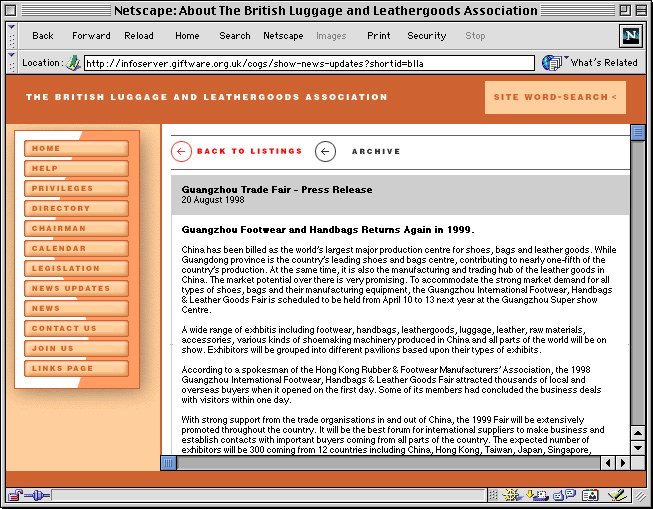 Netscape: About The British Luggage and Leathergoods Association
Back Forward Reload Home Search Netscape Images Print Security Stop
N
Location: http://infoserver.giftware.org.uk/cogs/show-news-updates?shortid=blla What's Related
THE BRITISH LUGGAGE AND LEATHERGOODS ASSOCIATION
SITE WORD-SEARCH <
HOME
HELP
PRIVILEGES
DIRECTORY
CHAIRMAN
CALENDAR
LEGISLATION
NEWS UPDATES
NEWS
CONTACT US
JOIN US
LINKS PAGE
BACK TO LISTINGS ARCHIVE
Guangzhou Trade Fair - Press Release
20 August 1998
Guangzhou Footwear and Handbags Returns Again in 1999.
China has been billed as the world's largest major production centre for shoes, bags and leather goods. While
Guangdong province is the country's leading shoes and bags centre, contributing to nearly one-fifth of the
country's production. At the same time, it is also the manufacturing and trading hub of the leather goods in
China. The market potential over there is very promising. To accommodate the strong market demand for all
types of shoes, bags and their manufacturing equipment, the Guangzhou International Footwear, Handbags
& Leather Goods Fair is scheduled to be held from April 10 to 13 next year at the Guangzhou Super show
Centre.
A wide range of exhbitis including footwear, handbags, leathergoods, luggage, leather, raw materials,
accessories, various kinds of shoemaking machinery produced in China and all parts of the world will be on
show. Exhibitors will be grouped into different pavilions based upon their types of exhibits.
According to a spokesman of the Hong Kong Rubber & Footwear Manufacturers' Association, the 1998
Guangzhou International Footwear, Handbags & Leather Goods Fair attracted thousands of local and
overseas buyers when it opened on the first day. Some of its members had concluded the business deals
with visitors within one day.
With strong support from the trade organisations in and out of China, the 1999 Fair will be extensively
promoted throughout the country. It will be the best forum for international suppliers to make business and
establish contacts with important buyers coming from all parts of the country. The expected number of
exhibitors will be 300 coming from 12 countries including China, Hong Kong, Taiwan, Japan, Singapore,